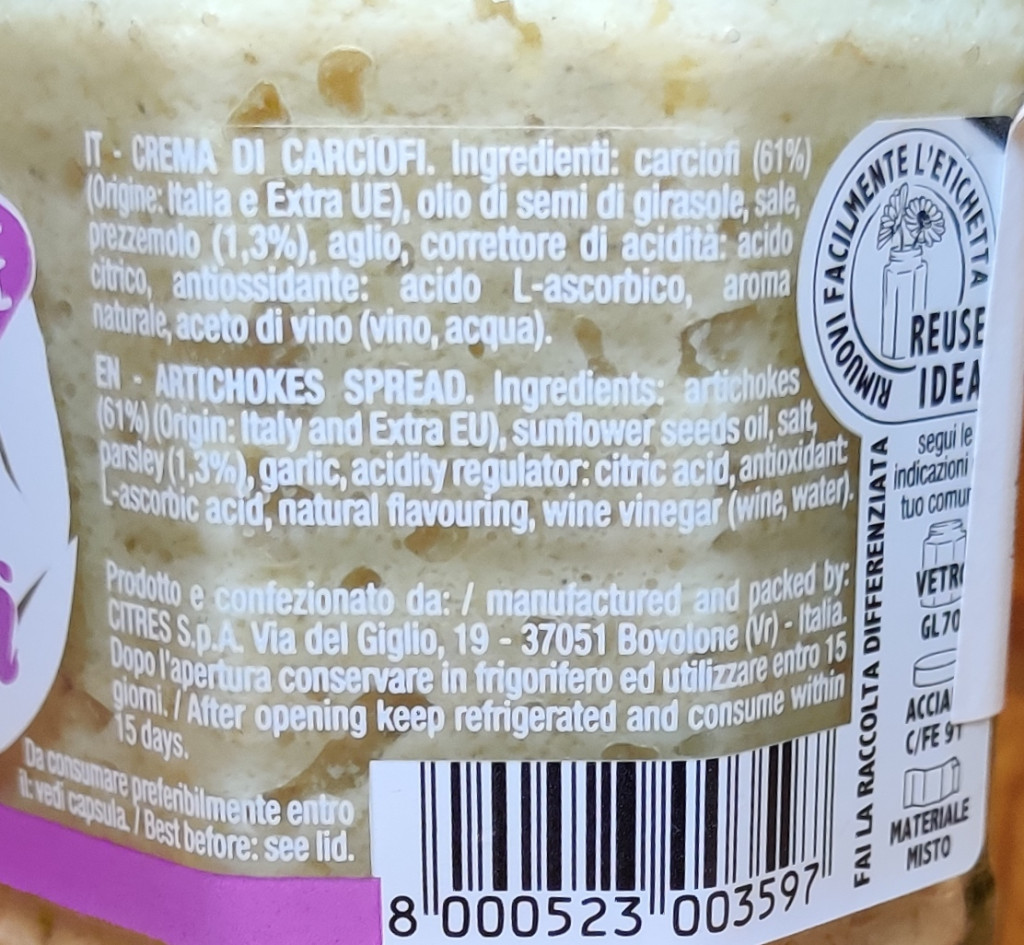 IT - CREMA DI CARCIOFI. Ingredienti: carciofi (61%)
(Origine: Italia e Extra UE), olio di semi di girasole, sale,
prezzemolo (1,3%), aglio, correttore di acidità: acido
citrico, antiossidante: acido L-ascorbico, aroma
naturale, aceto di vino (vino, acqua).
EN - ARTICHOKES SPREAD. Ingredients: artichokes
(61%) (Origin: Italy and Extra EU), sunflower seeds oil, salt,
parsley (1,3%), garlic, acidity regulator: citric acid, antioxidant:
L-ascorbic acid, natural flavouring, wine vinegar (wine, water).
Prodotto e confezionato da: / manufactured and packed by:
CITRES S.p.A. Via del Giglio, 19 - 37051 Bovolone (Vr) - Italia.
Dopo l'apertura conservare in frigorifero ed utilizzare entro 15
giorni. / After opening keep refrigerated and consume within
15 days.
Da consumare preferibilmente entro
il: vedi capsula. / Best before: see lid.
8 000523 003597
RIMUOVI FACILMENTE L'ETICHETTA
REUSE
IDEA
FAI LA RACCOLTA DIFFERENZIATA
segui le
indicazioni
tuo
VETR
GL70
ACCIA
C/FE 91
MATERIALE
MISTO